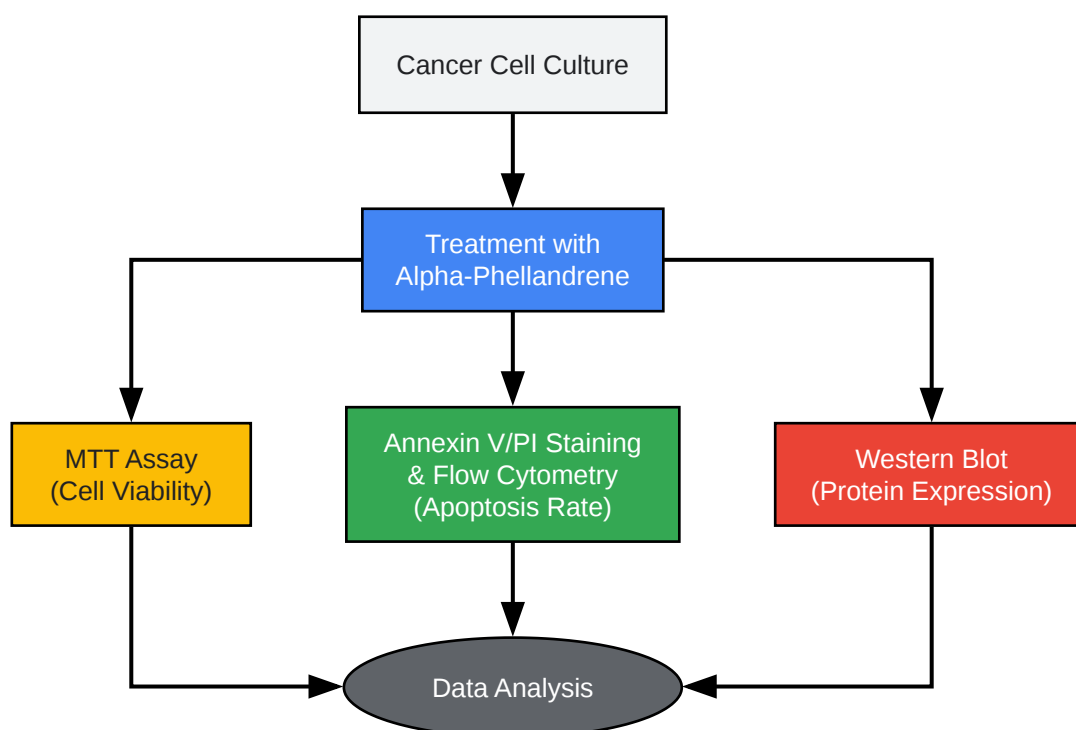 Cancer Cell Culture
Treatment with
Alpha-Phellandrene
MTT Assay
(Cell Viability)
Annexin V/PI Staining
& Flow Cytometry
(Apoptosis Rate)
Western Blot
(Protein Expression)
Data Analysis